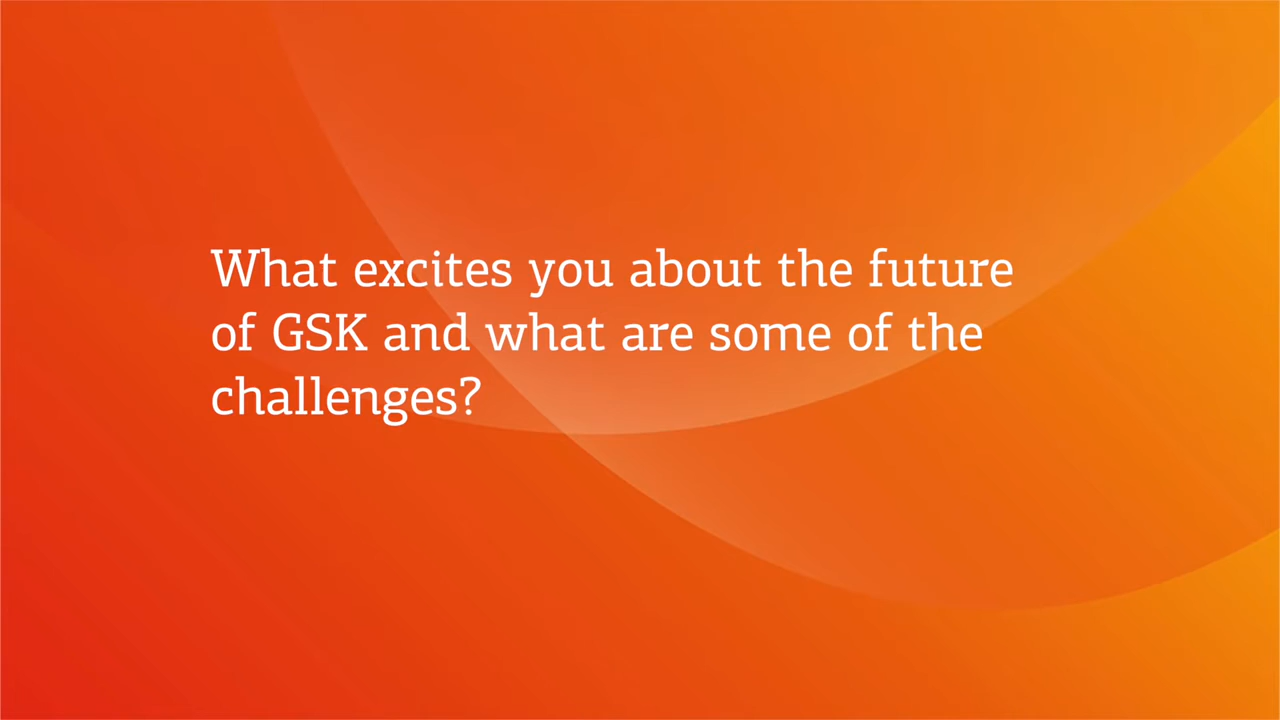 What excites you about the future
of GSK and what are some of the
challenges?